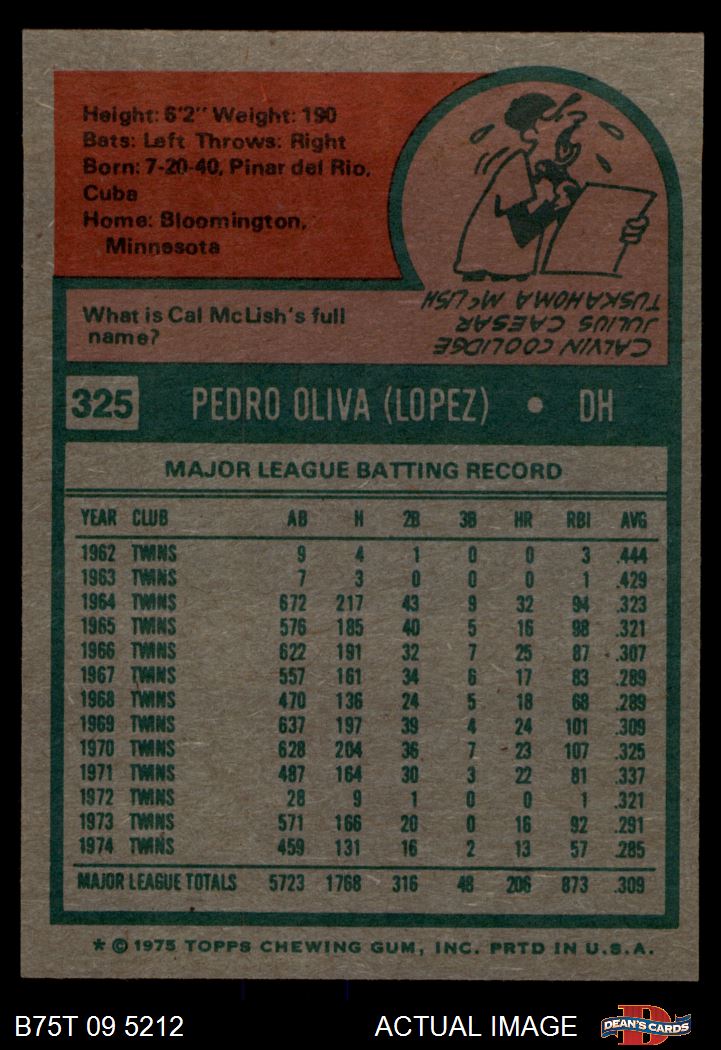 Height: 6'2" Weight: 190
Bats: Left Throws: Right
Born: 7-20-40, Pinar del Rio,
Cuba
Home: Bloomington,
Minnesota
What is Cal McLish's full
name?
CALVIN COOLIDGE
JULIUS CAESAR
TUSKAHOMA McLISH
325 PEDRO OLIVA (LOPEZ) • DH
MAJOR LEAGUE BATTING RECORD
YEAR CLUB AB H 2B 3B HR RBI AVG
1962 TWINS 9 4 1 0 0 3 .444
1963 TWINS 7 3 0 0 0 1 .429
1964 TWINS 672 217 43 9 32 94 .323
1965 TWINS 576 185 40 5 16 98 .321
1966 TWINS 622 191 32 7 25 87 .307
1967 TWINS 557 161 34 6 17 83 .289
1968 TWINS 470 136 24 5 18 68 .289
1969 TWINS 637 197 39 4 24 101 .309
1970 TWINS 628 204 36 7 23 107 .325
1971 TWINS 487 164 30 3 22 81 .337
1972 TWINS 28 9 1 0 0 1 .321
1973 TWINS 571 166 20 0 16 92 .291
1974 TWINS 459 131 16 2 13 57 .285
MAJOR LEAGUE TOTALS 5723 1768 316 48 206 873 .309
* © 1975 TOPPS CHEWING GUM, INC. PRTD IN U.S.A.
B75T 09 5212 ACTUAL IMAGE DEAN'S CARDS